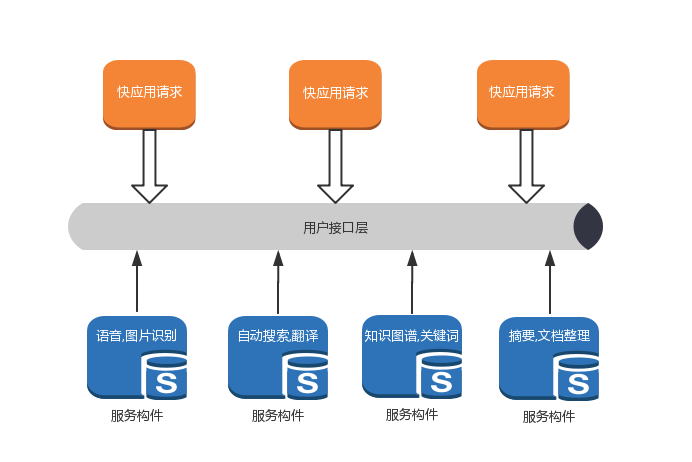 快应用请求
快应用请求
快应用请求
用户接口层
语音,图片识别
自动搜索,翻译
知识图谱,关键词
摘要,文档整理
S
S
S
S
服务构件
服务构件
服务构件
服务构件